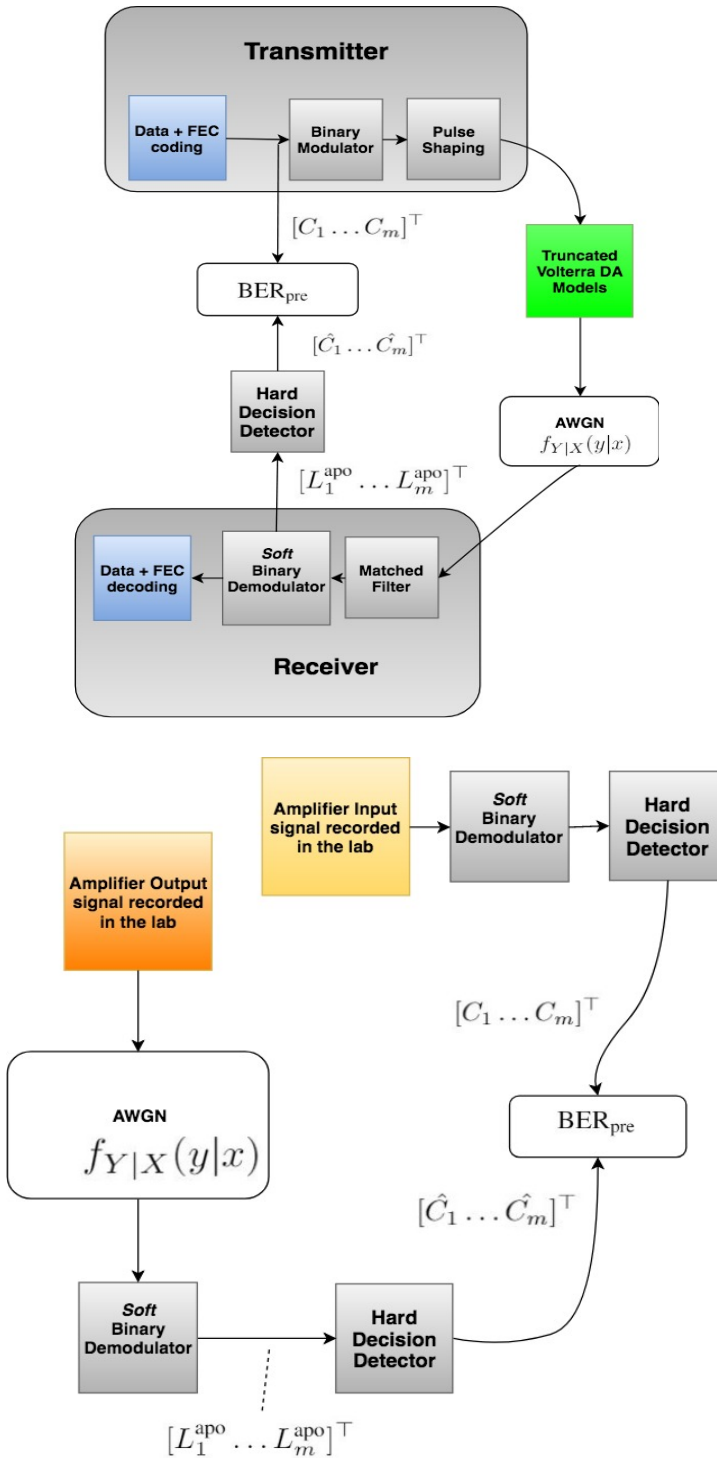 Transmitter
Data + FEC
coding
Binary
Modulator
Pulse
Shaping
[C_1 … C_m]^⊤
BER_pre
Truncated
Volterra DA
Models
[Ĉ_1 … Ĉ_m]^⊤
Hard
Decision
Detector
AWGN
f_{Y|X}(y|x)
[L_1^apo … L_m^apo]^⊤
Data + FEC
decoding
Soft
Binary
Demodulator
Matched
Filter
Receiver
Amplifier Input
signal recorded
in the lab
Soft
Binary
Demodulator
Hard
Decision
Detector
Amplifier Output
signal recorded
in the lab
[C_1 … C_m]^⊤
AWGN
f_{Y|X}(y|x)
BER_pre
[Ĉ_1 … Ĉ_m]^⊤
Soft
Binary
Demodulator
Hard
Decision
Detector
[L_1^apo … L_m^apo]^⊤